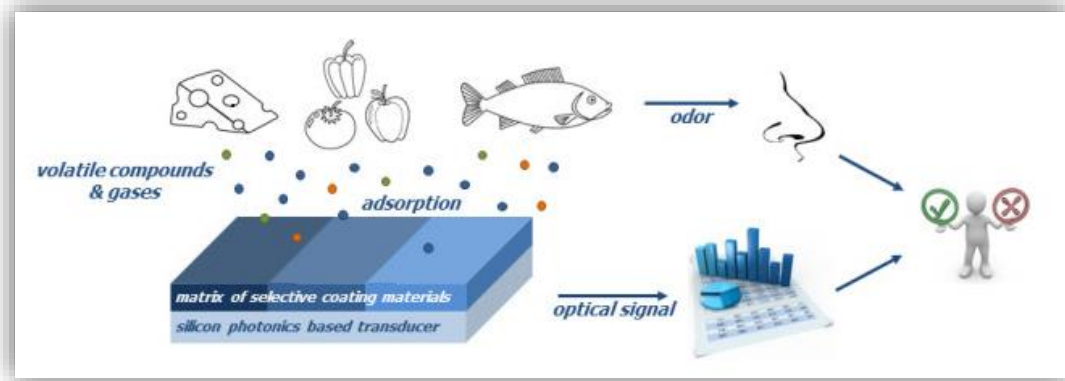 odor
volatile compounds
& gases
adsorption
matrix of selective coating materials
silicon photonics based transducer
optical signal